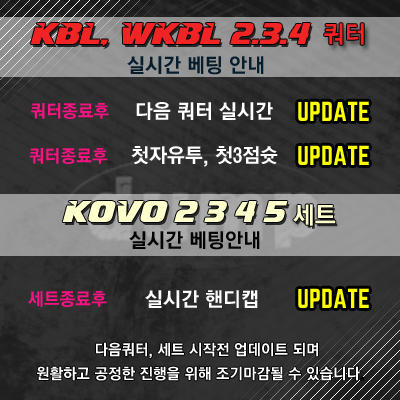 KBL, WKBL 2.3.4 쿼터
실시간 베팅 안내
쿼터종료후 다음 쿼터 실시간 UPDATE
쿼터종료후 첫자유투, 첫3점슛 UPDATE
KOVO 2 3 4 5 세트
실시간 베팅안내
세트종료후 실시간 핸디캡 UPDATE
다음쿼터, 세트 시작전 업데이트 되며
원활하고 공정한 진행을 위해 조기마감될 수 있습니다